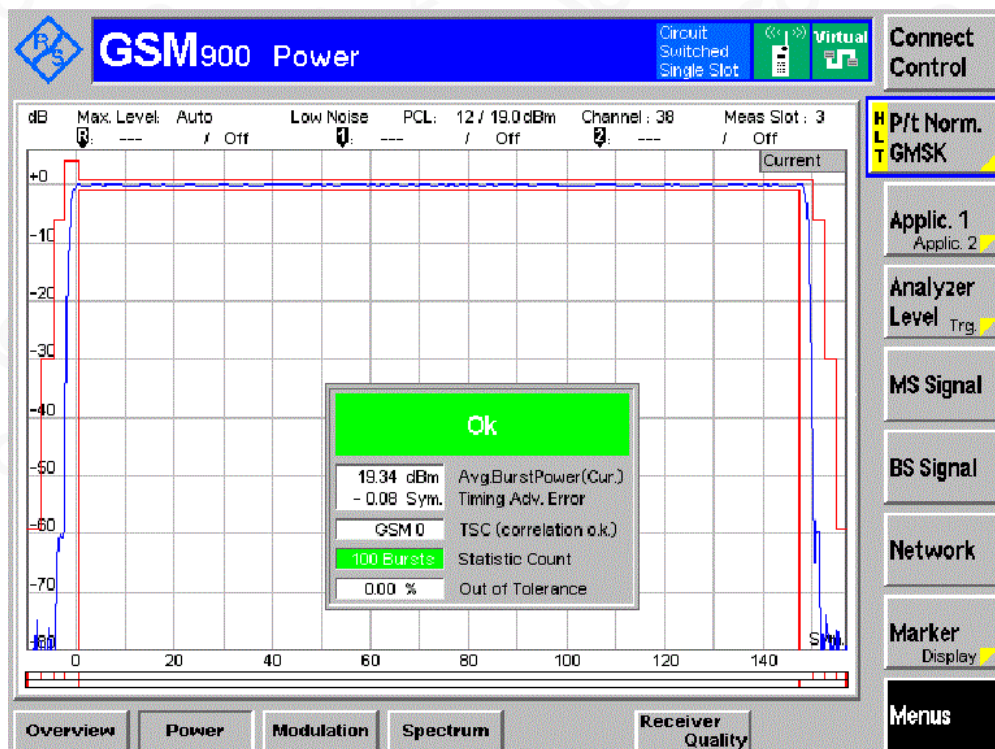 R/S
GSM900 Power
Circuit
Switched
Single Slot
Virtual
Connect
Control
dB Max. Level: Auto Low Noise PCL: 12 / 19.0 dBm Channel : 38 Meas Slot : 3
R: --- / Off 1: --- / Off 2: --- / Off
Current
HLT
P/t Norm.
GMSK
+0
-10
-20
-30
-40
-50
-60
-70
-80
Ok
19.34 dBm Avg.BurstPower(Cur.)
- 0.08 Sym. Timing Adv. Error
GSM 0 TSC (correlation o.k.)
100 Bursts Statistic Count
0.00 % Out of Tolerance
Sym.
0 20 40 60 80 100 120 140
Applic. 1
Applic. 2
Analyzer
Level Trg.
MS Signal
BS Signal
Network
Marker
Display
Menus
Overview Power Modulation Spectrum Receiver
Quality